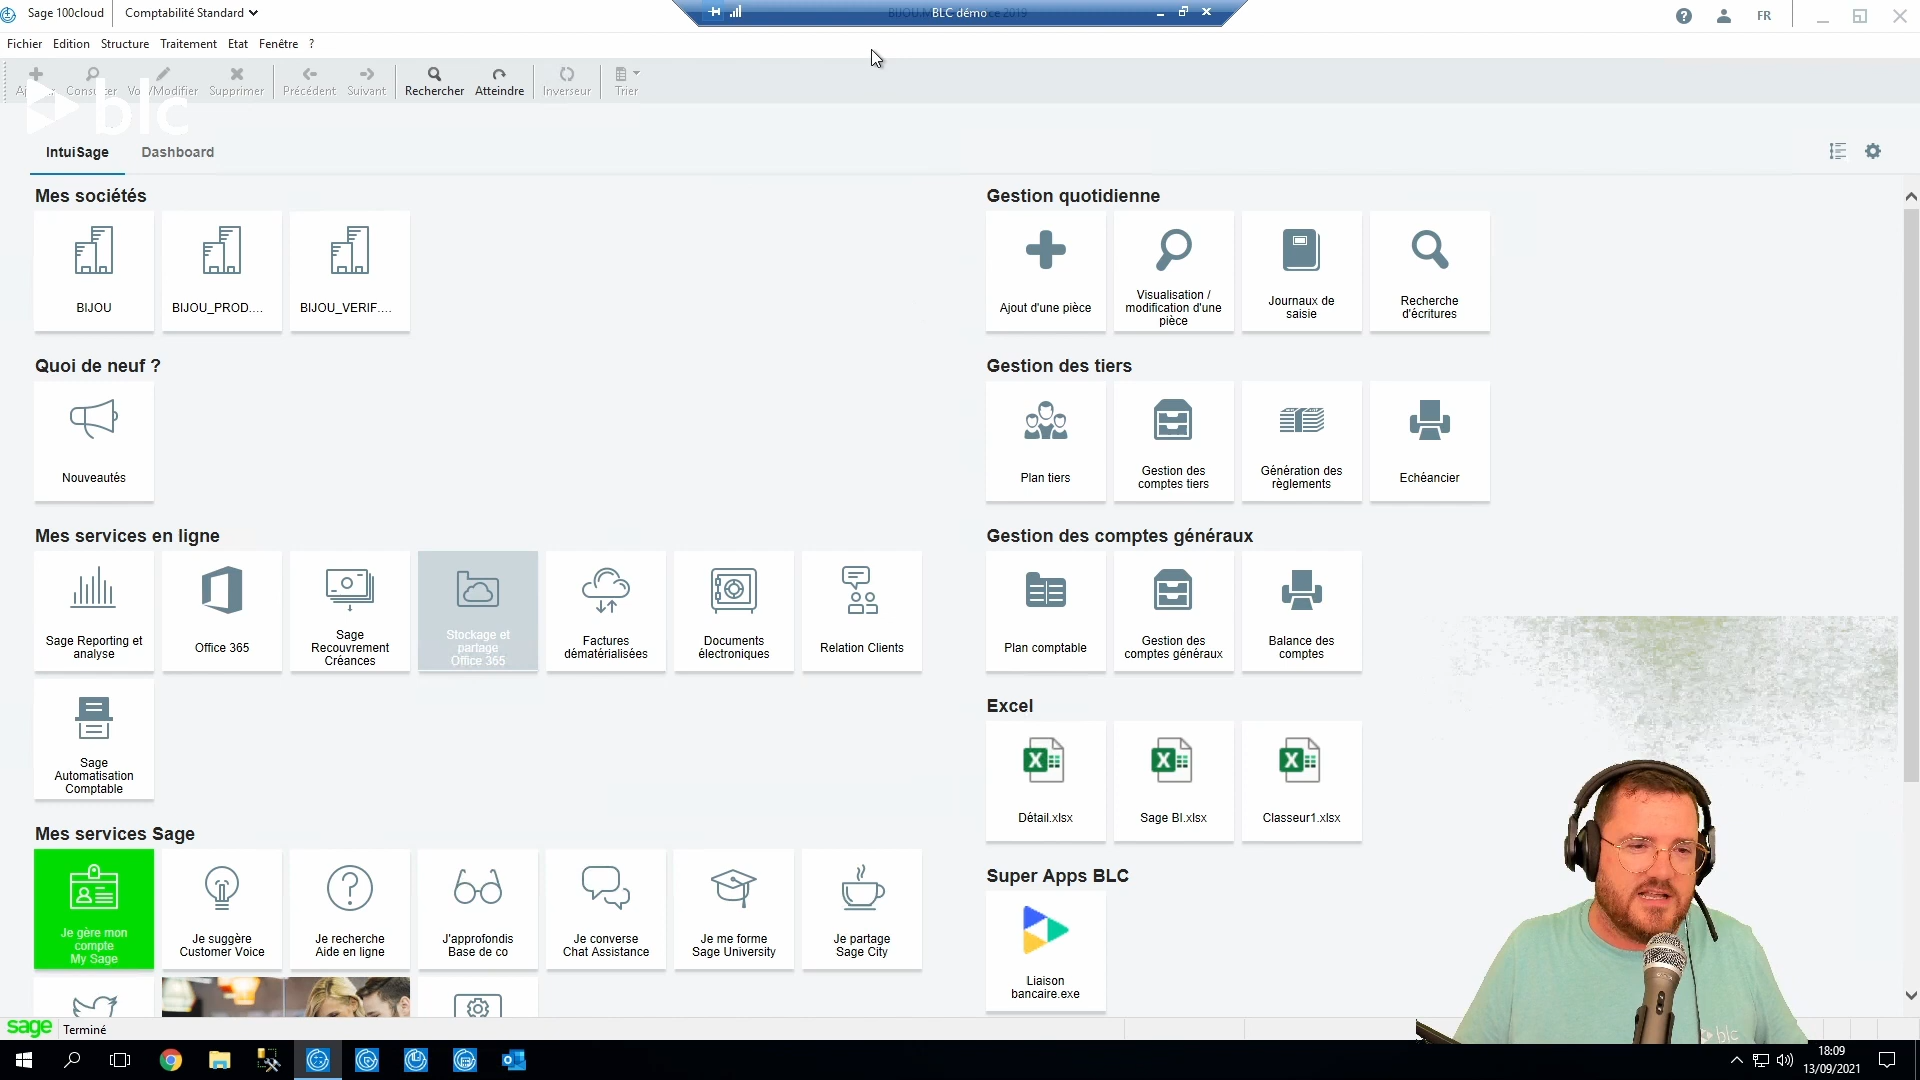 Sage 100cloud
Comptabilité Standard
BLC démo
FR
Fichier Edition Structure Traitement Etat Fenêtre ?
Supprimer Précédent Suivant Rechercher Atteindre Inverseur Trier
blc
IntuiSage Dashboard
Mes sociétés
BIJOU
BIJOU_PROD....
BIJOU_VERIF....
Quoi de neuf ?
Nouveautés
Mes services en ligne
Sage Reporting et
analyse
Office 365
Sage
Recouvrement
Créances
Stockage et
partage
Office 365
Factures
dématérialisées
Documents
électroniques
Relation Clients
Sage
Automatisation
Comptable
Mes services Sage
Je gère mon
compte
My Sage
Je suggère
Customer Voice
Je recherche
Aide en ligne
J'approfondis
Base de co
Je converse
Chat Assistance
Je me forme
Sage University
Je partage
Sage City
Gestion quotidienne
Ajout d'une pièce
Visualisation /
modification d'une
pièce
Journaux de
saisie
Recherche
d'écritures
Gestion des tiers
Plan tiers
Gestion des
comptes tiers
Génération des
règlements
Echéancier
Gestion des comptes généraux
Plan comptable
Gestion des
comptes généraux
Balance des
comptes
Excel
Détail.xlsx
Sage BI.xlsx
Classeur1.xlsx
Super Apps BLC
Liaison
bancaire.exe
blc
sage
Terminé
18:09
13/09/2021